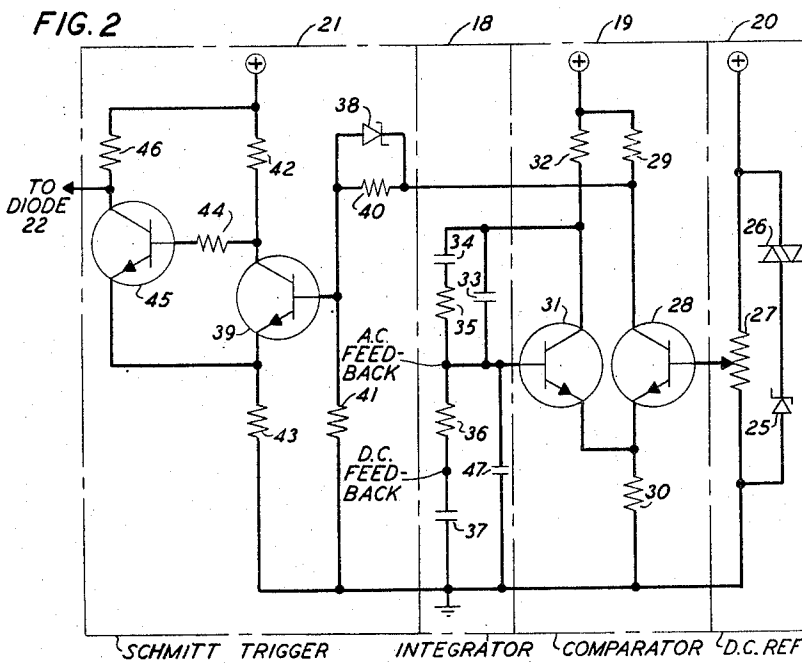 FIG. 2
21
18
19
20
38
46
42
32
29
TO
DIODE
22
44
40
34
33
26
45
39
35
31
28
27
A.C.
FEED-
BACK
41
36
25
43
D.C.
FEED-
BACK
47
30
37
SCHMITT TRIGGER
INTEGRATOR
COMPARATOR
D.C. REF